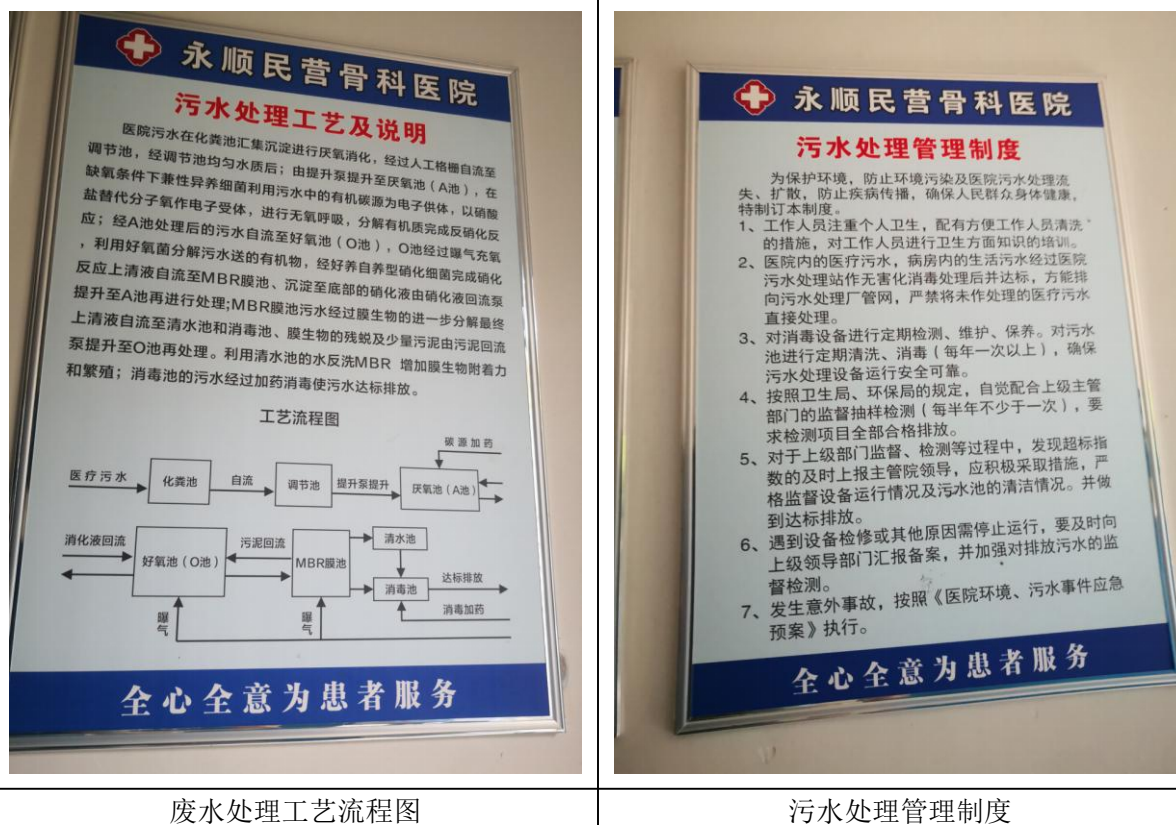 永顺民营骨科医院
污水处理工艺及说明
医院污水在化粪池汇集沉淀进行厌氧消化，经过人工格栅自流至
调节池，经调节池均匀水质后；由提升泵提升至厌氧池（A池），在
缺氧条件下兼性异养细菌利用污水中的有机碳源为电子供体，以硝酸
盐替代分子氧作电子受体，进行无氧呼吸，分解有机质完成反硝化反
应；经A池处理后的污水自流至好氧池（O池），O池经过曝气充氧
，利用好氧菌分解污水送的有机物，经好养自养型硝化细菌完成硝化
反应上清液自流至MBR膜池、沉淀至底部的硝化液由硝化液回流泵
提升至A池再进行处理;MBR膜池污水经过膜生物的进一步分解最终
上清液自流至清水池和消毒池、膜生物的残蜕及少量污泥由污泥回流
泵提升至O池再处理。利用清水池的水反洗MBR 增加膜生物附着力
和繁殖；消毒池的污水经过加药消毒使污水达标排放。
工艺流程图
碳源加药
医疗污水
化粪池
自流
调节池
提升泵提升
厌氧池（A池）
消化液回流
好氧池（O池）
污泥回流
MBR膜池
清水池
消毒池
达标排放
消毒加药
曝气
曝气
全心全意为患者服务
永顺民营骨科医院
污水处理管理制度
为保护环境，防止环境污染及医院污水处理流
失、扩散，防止疾病传播，确保人民群众身体健康，
特制订本制度。
1、工作人员注重个人卫生，配有方便工作人员清洗
的措施，对工作人员进行卫生方面知识的培训。
2、医院内的医疗污水，病房内的生活污水经过医院
污水处理站作无害化消毒处理后并达标，方能排
向污水处理厂管网，严禁将未作处理的医疗污水
直接处理。
3、对消毒设备进行定期检测、维护、保养。对污水
池进行定期清洗、消毒（每年一次以上），确保
污水处理设备运行安全可靠。
4、按照卫生局、环保局的规定，自觉配合上级主管
部门的监督抽样检测（每半年不少于一次），要
求检测项目全部合格排放。
5、对于上级部门监督、检测等过程中，发现超标指
数的及时上报主管院领导，应积极采取措施，严
格监督设备运行情况及污水池的清洁情况。并做
到达标排放。
6、遇到设备检修或其他原因需停止运行，要及时向
上级领导部门汇报备案，并加强对排放污水的监
督检测。
7、发生意外事故，按照《医院环境、污水事件应急
预案》执行。
全心全意为患者服务
废水处理工艺流程图
污水处理管理制度